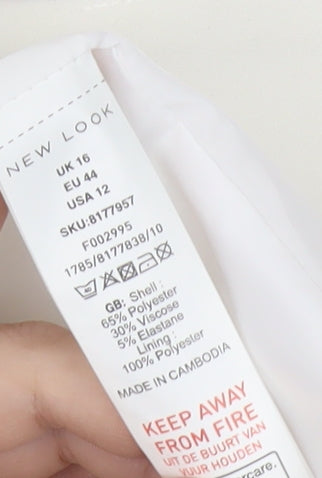 NEW LOOK
UK 16
EU 44
USA 12
SKU:8177957
F002995
1785/8177838/10
40
GB: Shell :
65% Polyester
30% Viscose
5% Elastane
Lining :
100% Polyester
MADE IN CAMBODIA
KEEP AWAY
FROM FIRE
UIT DE BUURT VAN
VUUR HOUDEN
care.